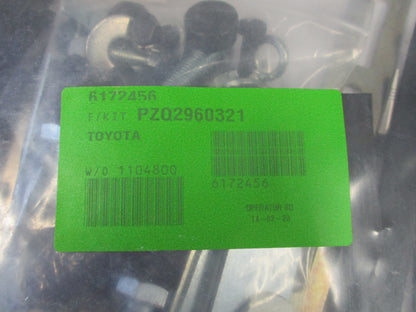 6172456
F/KIT PZQ2960321
TOYOTA
W/O 1104800
6172456
OPERATOR 02
14-02-20